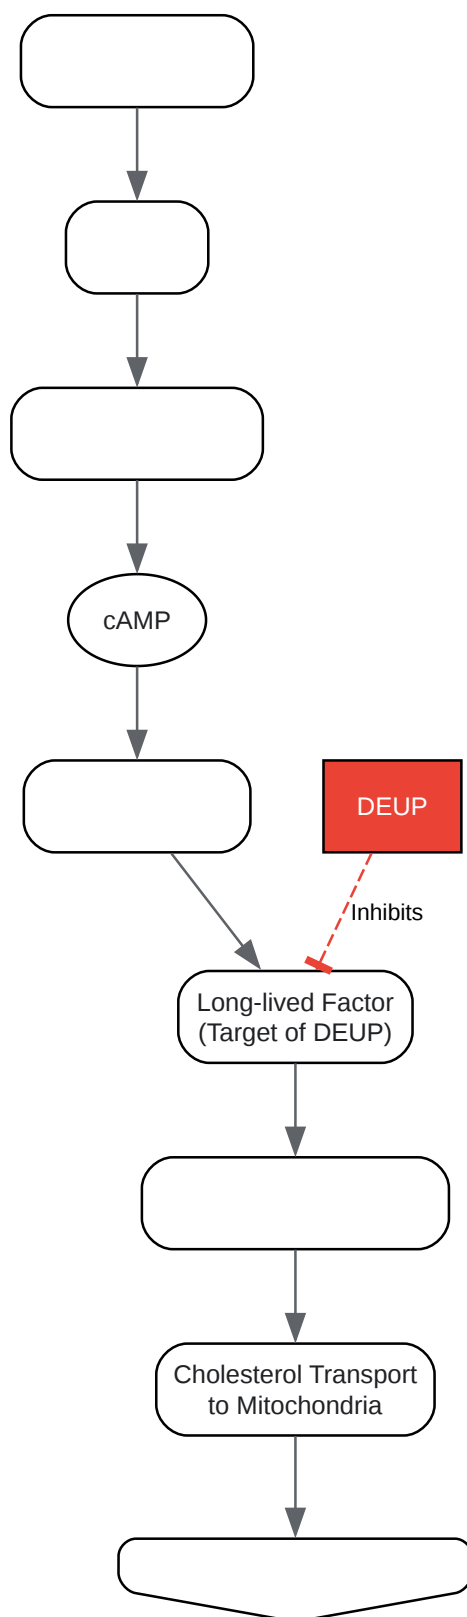 cAMP
DEUP
Inhibits
Long-lived Factor
(Target of DEUP)
Cholesterol Transport
to Mitochondria